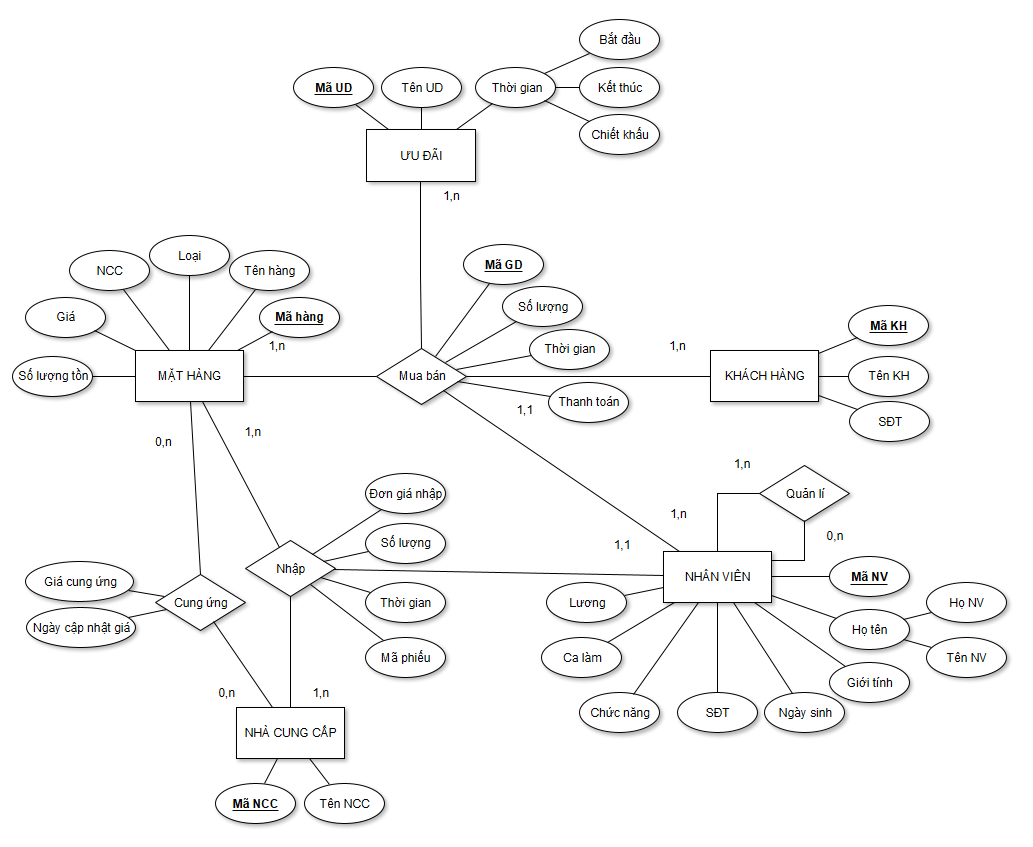 Bắt đầu
Mã UD
Tên UD
Thời gian
Kết thúc
Chiết khấu
ƯU ĐÃI
1,n
Loại
NCC
Tên hàng
Mã GD
Giá
Mã hàng
Số lượng
Mã KH
1,n
Thời gian
1,n
Số lượng tồn
MẶT HÀNG
Mua bán
KHÁCH HÀNG
Tên KH
Thanh toán
1,1
SĐT
0,n
1,n
1,n
Đơn giá nhập
Quản lí
1,n
Số lượng
1,1
0,n
Nhập
NHÂN VIÊN
Mã NV
Giá cung ứng
Cung ứng
Thời gian
Lương
Họ NV
Ngày cập nhật giá
Họ tên
Mã phiếu
Ca làm
Tên NV
Giới tính
0,n
1,n
Chức năng
SĐT
Ngày sinh
NHÀ CUNG CẤP
Mã NCC
Tên NCC